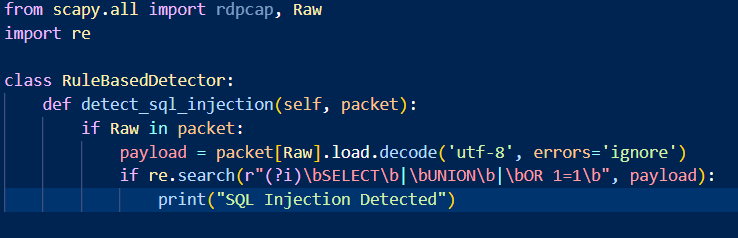 from scapy.all import rdpcap, Raw
import re

class RuleBasedDetector:
    def detect_sql_injection(self, packet):
        if Raw in packet:
            payload = packet[Raw].load.decode('utf-8', errors='ignore')
            if re.search(r"(?i)\bSELECT\b|\bUNION\b|\bOR 1=1\b", payload):
                print("SQL Injection Detected")